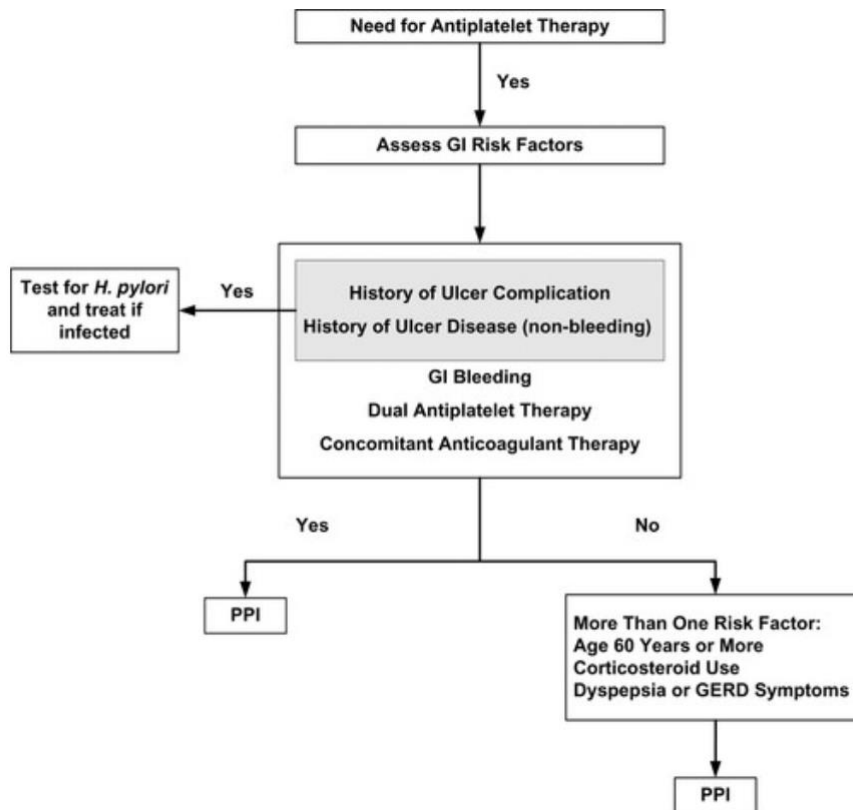 Need for Antiplatelet Therapy
Yes
Assess GI Risk Factors
Test for H. pylori
and treat if
infected
Yes
History of Ulcer Complication
History of Ulcer Disease (non-bleeding)
GI Bleeding
Dual Antiplatelet Therapy
Concomitant Anticoagulant Therapy
Yes
No
PPI
More Than One Risk Factor:
Age 60 Years or More
Corticosteroid Use
Dyspepsia or GERD Symptoms
PPI